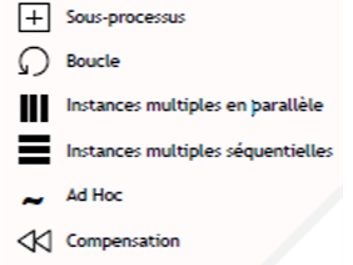 Sous-processus
Boucle
Instances multiples en parallèle
Instances multiples séquentielles
Ad Hoc
Compensation